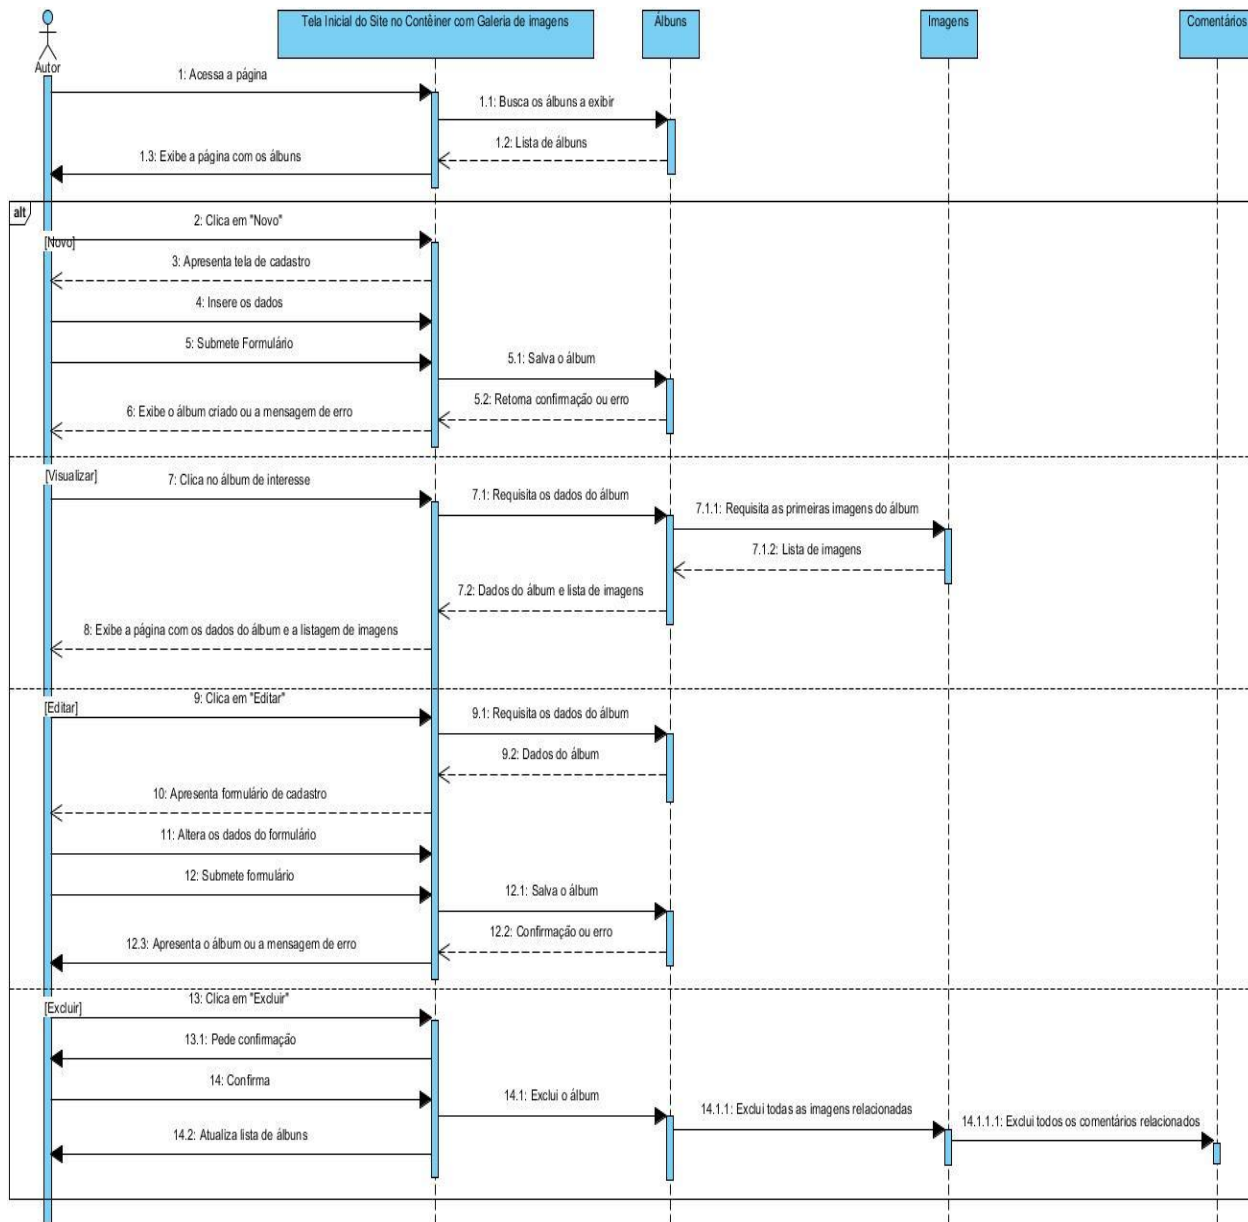 Tela Inicial do Site no Contêiner com Galeria de imagens
Álbuns
Imagens
Comentários
Autor
1: Acessa a página
1.1: Busca os álbuns a exibir
1.2: Lista de álbuns
1.3: Exibe a página com os álbuns
alt
2: Clica em "Novo"
[Novo]
3: Apresenta tela de cadastro
4: Insere os dados
5: Submete Formulário
5.1: Salva o álbum
5.2: Retorna confirmação ou erro
6: Exibe o álbum criado ou a mensagem de erro
[Visualizar]
7: Clica no álbum de interesse
7.1: Requisita os dados do álbum
7.1.1: Requisita as primeiras imagens do álbum
7.1.2: Lista de imagens
7.2: Dados do álbum e lista de imagens
8: Exibe a página com os dados do álbum e a listagem de imagens
9: Clica em "Editar"
[Editar]
9.1: Requisita os dados do álbum
9.2: Dados do álbum
10: Apresenta formulário de cadastro
11: Altera os dados do formulário
12: Submete formulário
12.1: Salva o álbum
12.2: Confirmação ou erro
12.3: Apresenta o álbum ou a mensagem de erro
13: Clica em "Excluir"
[Excluir]
13.1: Pede confirmação
14: Confirma
14.1: Exclui o álbum
14.1.1: Exclui todas as imagens relacionadas
14.1.1.1: Exclui todos os comentários relacionados
14.2: Atualiza lista de álbuns